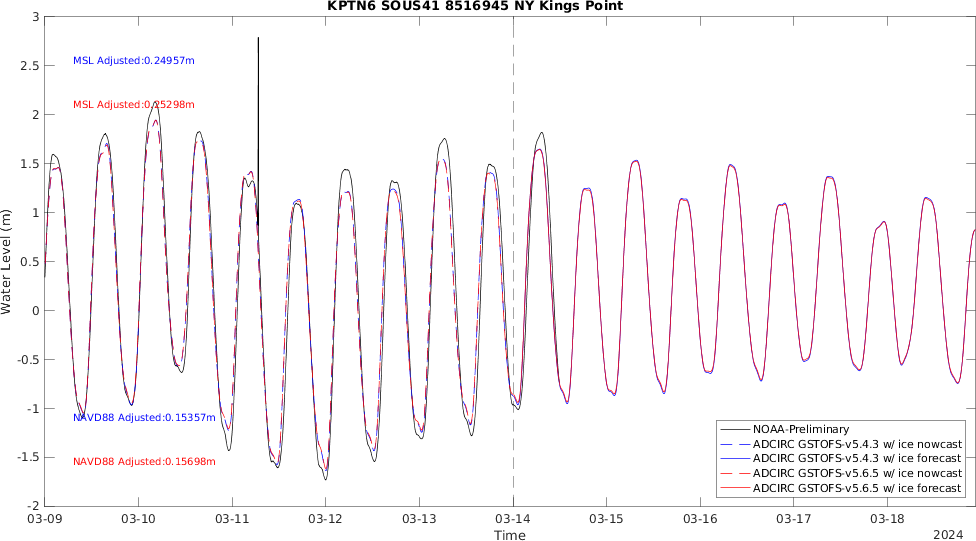 KPTN6 SOUS41 8516945 NY Kings Point
3
2.5
2
1.5
1
0.5
0
-0.5
-1
-1.5
-2
Water Level (m)
MSL Adjusted:0.24957m
MSL Adjusted:0.25298m
NAVD88 Adjusted:0.15357m
NAVD88 Adjusted:0.15698m
NOAA-Preliminary
ADCIRC GSTOFS-v5.4.3 w/ ice nowcast
ADCIRC GSTOFS-v5.4.3 w/ ice forecast
ADCIRC GSTOFS-v5.6.5 w/ ice nowcast
ADCIRC GSTOFS-v5.6.5 w/ ice forecast
03-09 03-10 03-11 03-12 03-13 03-14 03-15 03-16 03-17 03-18
Time
2024